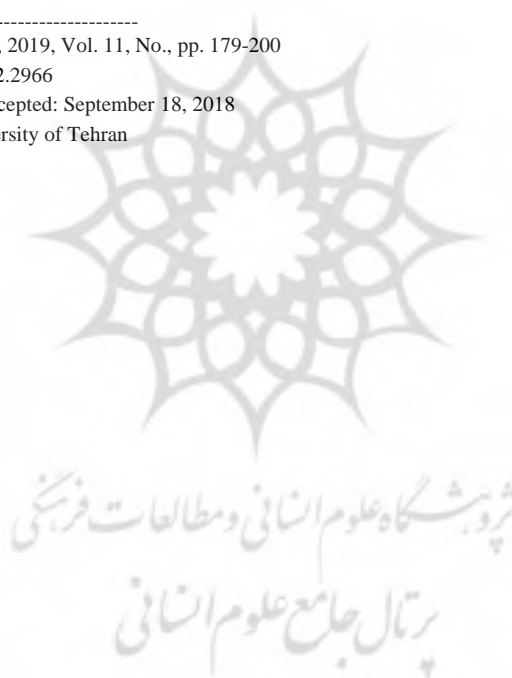 --------------------
, 2019, Vol. 11, No., pp. 179-200
2.2966
cepted: September 18, 2018
ersity of Tehran
پژوهشگاه علوم انسانی و مطالعات فرهنگی
پرتال جامع علوم انسانی